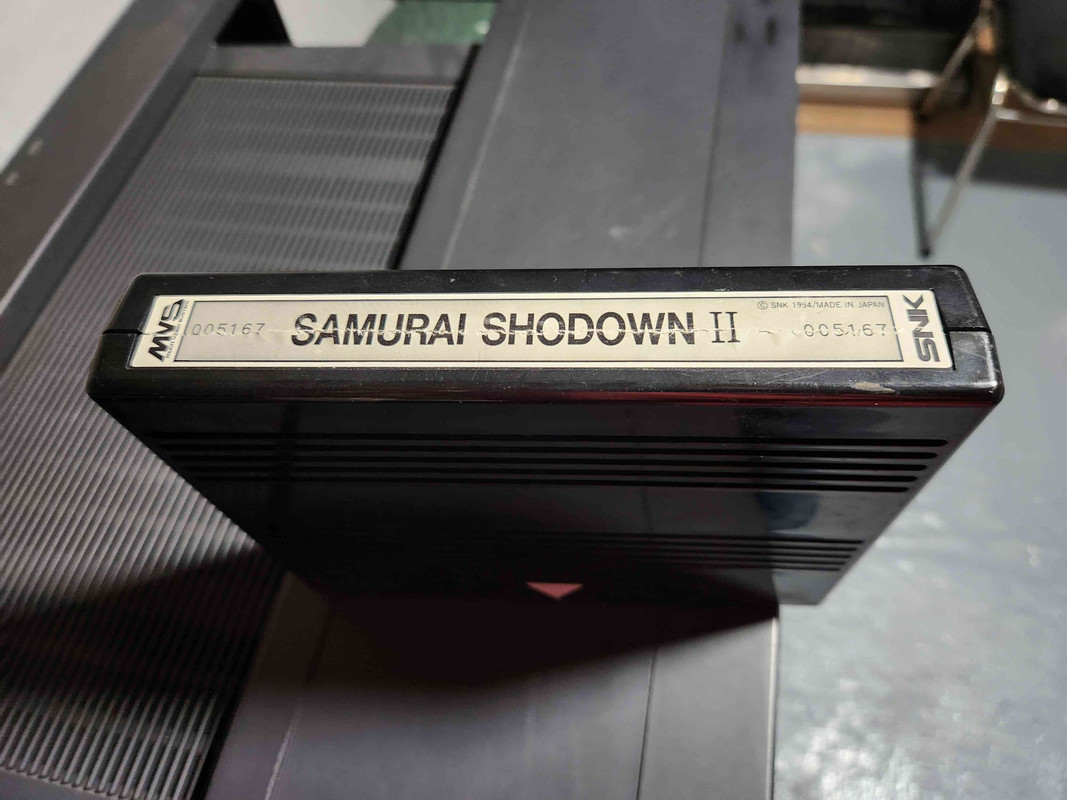 MVS
005167
SAMURAI SHODOWN II
© SNK 1994/MADE IN JAPAN
005167
SNK